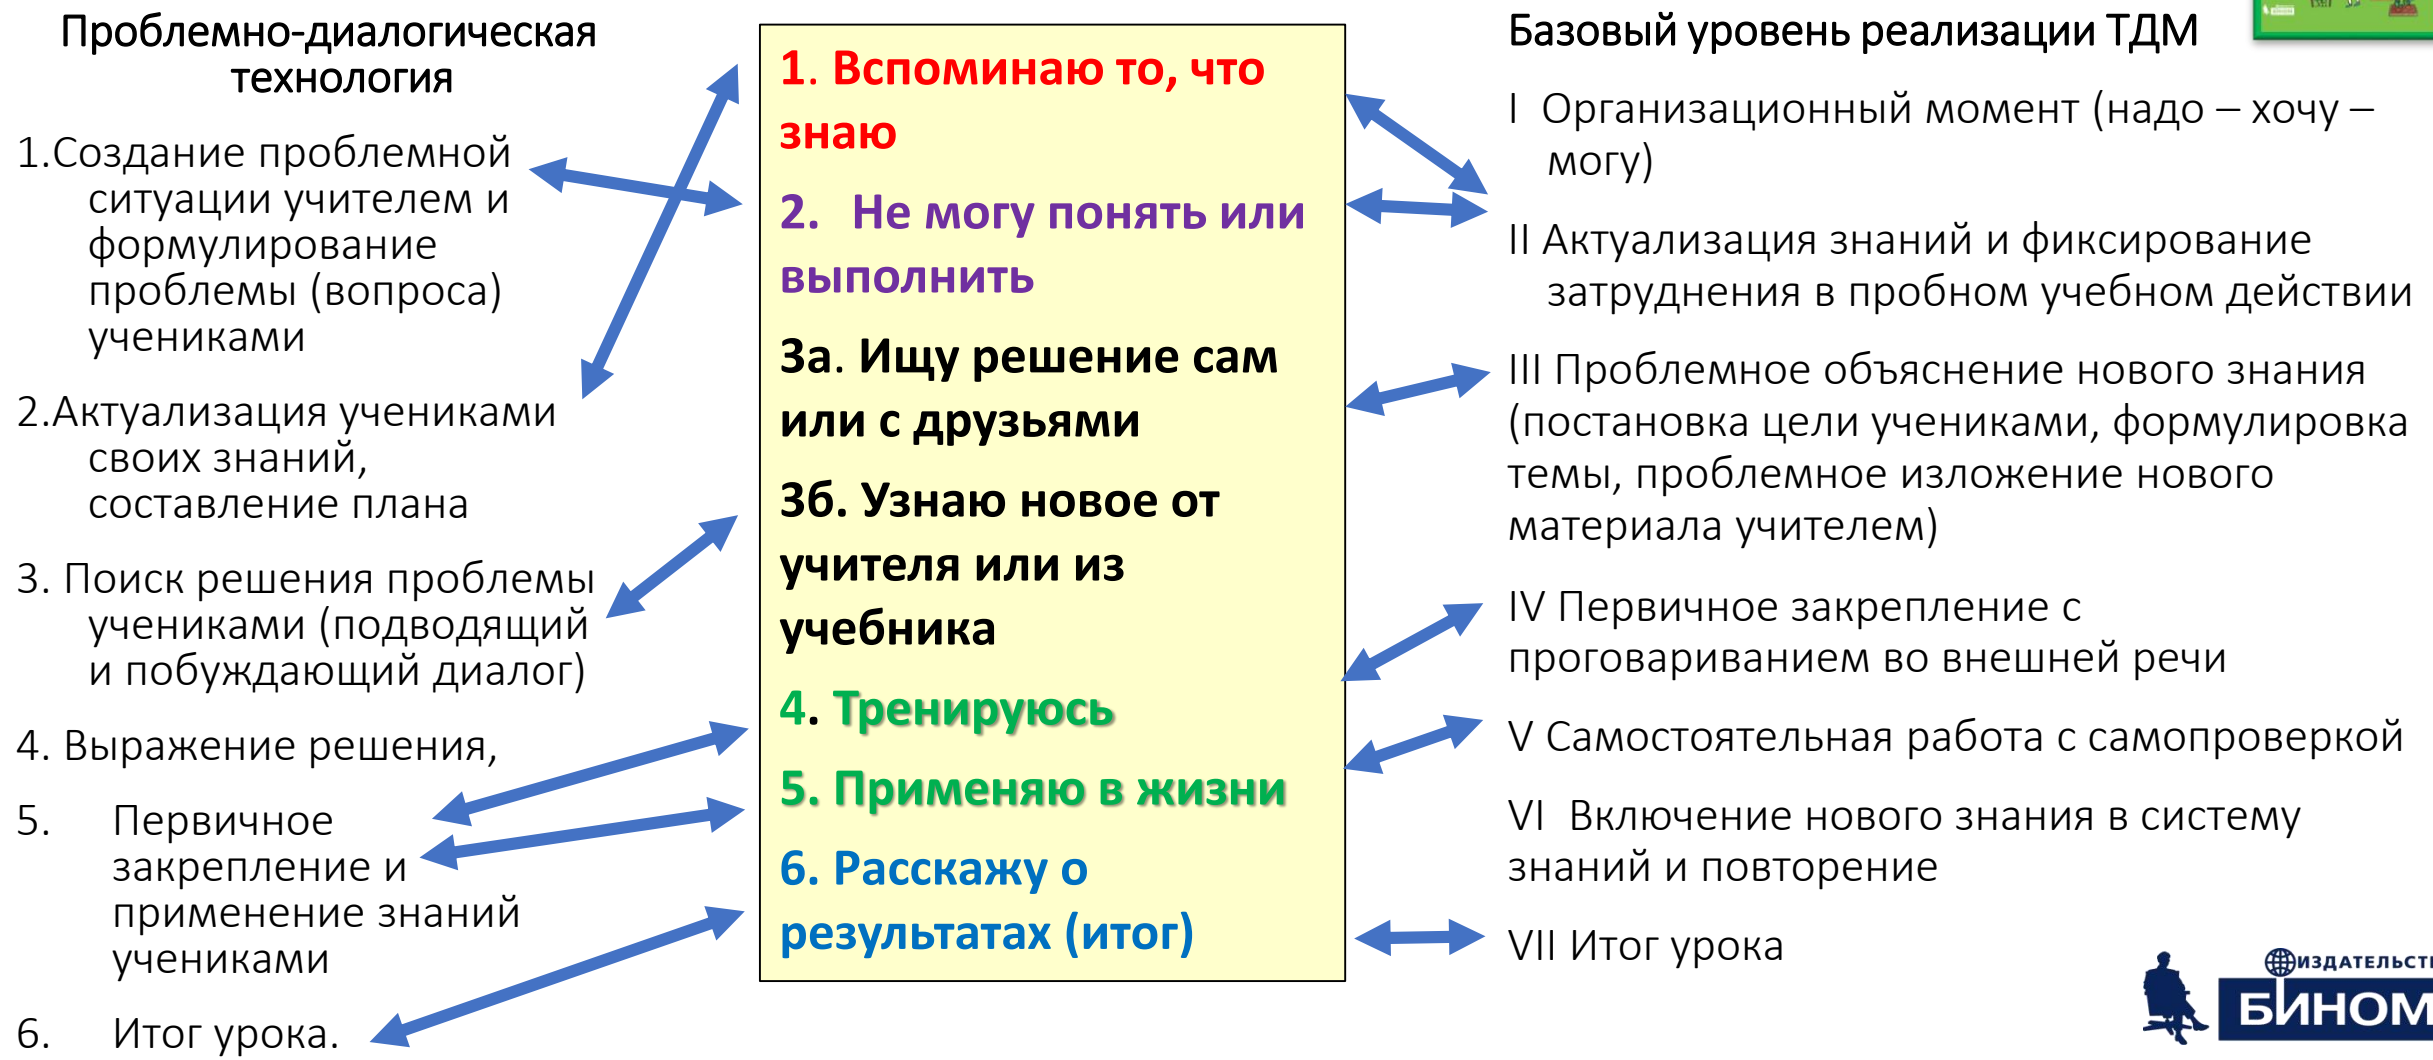 Проблемно-диалогическая
технология
1.Создание проблемной
ситуации учителем и
формулирование
проблемы (вопроса)
учениками
2.Актуализация учениками
своих знаний,
составление плана
3. Поиск решения проблемы
учениками (подводящий
и побуждающий диалог)
4. Выражение решения,
5. Первичное
закрепление и
применение знаний
учениками
6. Итог урока.
1. Вспоминаю то, что
знаю
2. Не могу понять или
выполнить
3а. Ищу решение сам
или с друзьями
3б. Узнаю новое от
учителя или из
учебника
4. Тренируюсь
5. Применяю в жизни
6. Расскажу о
результатах (итог)
Базовый уровень реализации ТДМ
I Организационный момент (надо – хочу –
могу)
II Актуализация знаний и фиксирование
затруднения в пробном учебном действии
III Проблемное объяснение нового знания
(постановка цели учениками, формулировка
темы, проблемное изложение нового
материала учителем)
IV Первичное закрепление с
проговариванием во внешней речи
V Самостоятельная работа с самопроверкой
VI Включение нового знания в систему
знаний и повторение
VII Итог урока
ИЗДАТЕЛЬСТ
БИНОМ